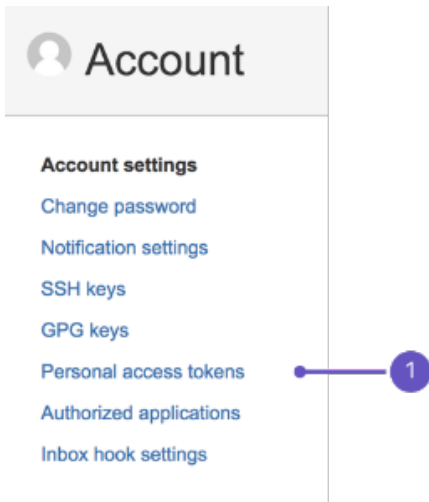 Account
Account settings
Change password
Notification settings
SSH keys
GPG keys
Personal access tokens
1
Authorized applications
Inbox hook settings